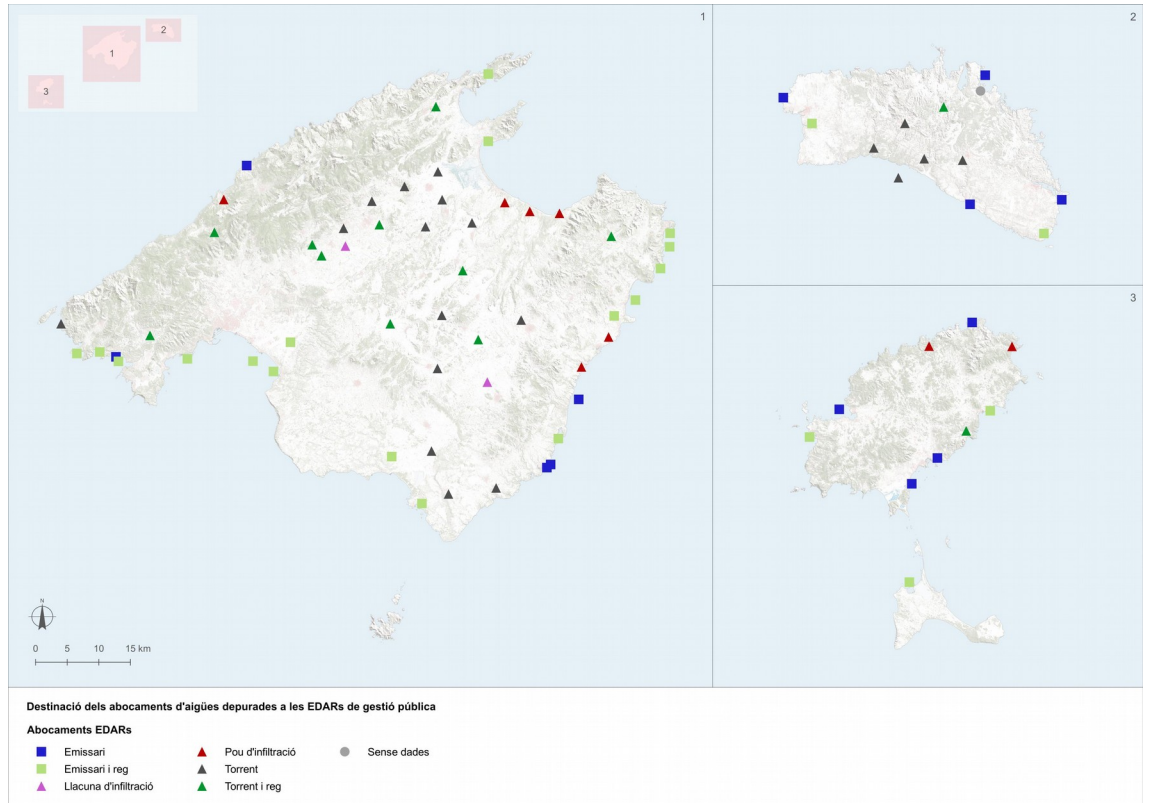 1
2
1
2
3
3
N
0 5 10 15 km
Destinació dels abocaments d'aigües depurades a les EDARs de gestió pública
Abocaments EDARs
Emissari
Emissari i reg
Llacuna d'infiltració
Pou d'infiltració
Torrent
Torrent i reg
Sense dades